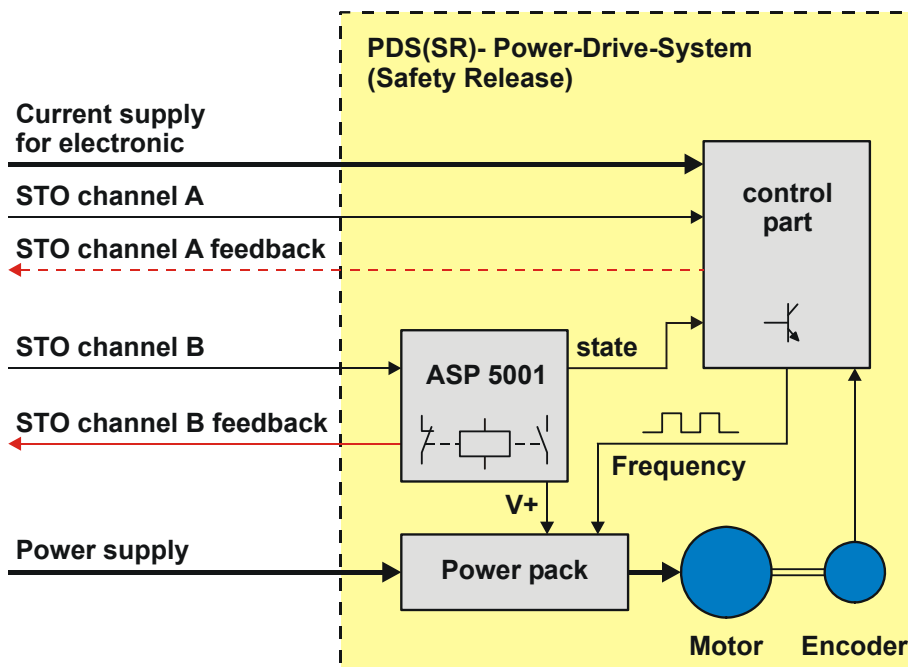 PDS(SR)- Power-Drive-System
(Safety Release)
Current supply
for electronic
STO channel A
control
part
STO channel A feedback
STO channel B
state
ASP 5001
STO channel B feedback
Frequency
V+
Power supply
Power pack
Motor
Encoder